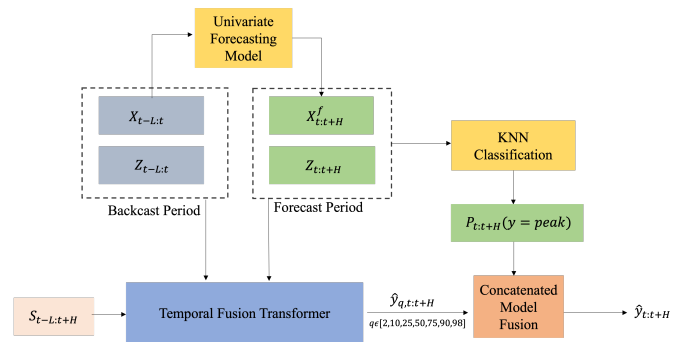 Univariate
Forecasting
Model
X_{t-L:t}
Z_{t-L:t}
X^f_{t:t+H}
Z_{t:t+H}
KNN
Classification
Backcast Period
Forecast Period
P_{t:t+H}(y = peak)
S_{t-L:t+H}
Temporal Fusion Transformer
ŷ_{q,t:t+H}
qϵ[2,10,25,50,75,90,98]
Concatenated
Model
Fusion
ŷ_{t:t+H}